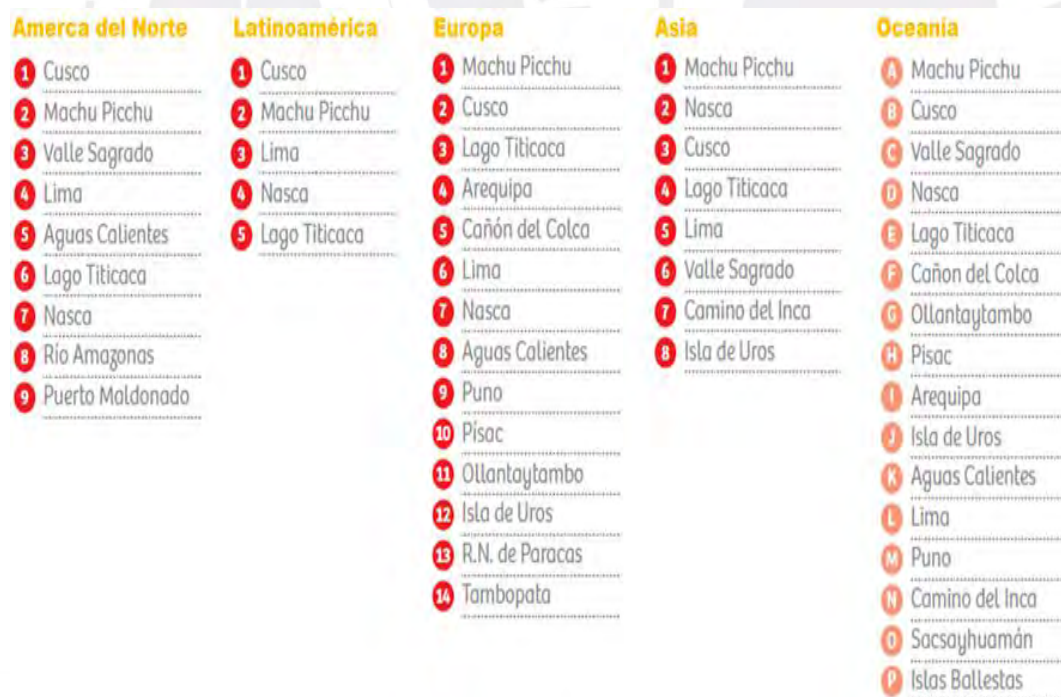 Amerca del Norte
1 Cusco
2 Machu Picchu
3 Valle Sagrado
4 Lima
5 Aguas Calientes
6 Lago Titicaca
7 Nasca
8 Río Amazonas
9 Puerto Maldonado
Latinoamérica
1 Cusco
2 Machu Picchu
3 Lima
4 Nasca
5 Lago Titicaca
Europa
1 Machu Picchu
2 Cusco
3 Lago Titicaca
4 Arequipa
5 Cañón del Colca
6 Lima
7 Nasca
8 Aguas Calientes
9 Puno
10 Písac
11 Ollantaytambo
12 Isla de Uros
13 R.N. de Paracas
14 Tambopata
Asia
1 Machu Picchu
2 Nasca
3 Cusco
4 Lago Titicaca
5 Lima
6 Valle Sagrado
7 Camino del Inca
8 Isla de Uros
Oceanía
A Machu Picchu
B Cusco
C Valle Sagrado
D Nasca
E Lago Titicaca
F Cañon del Colca
G Ollantaytambo
H Pisac
I Arequipa
J Isla de Uros
K Aguas Calientes
L Lima
M Puno
N Camino del Inca
O Sacsayhuamán
P Islas Ballestas